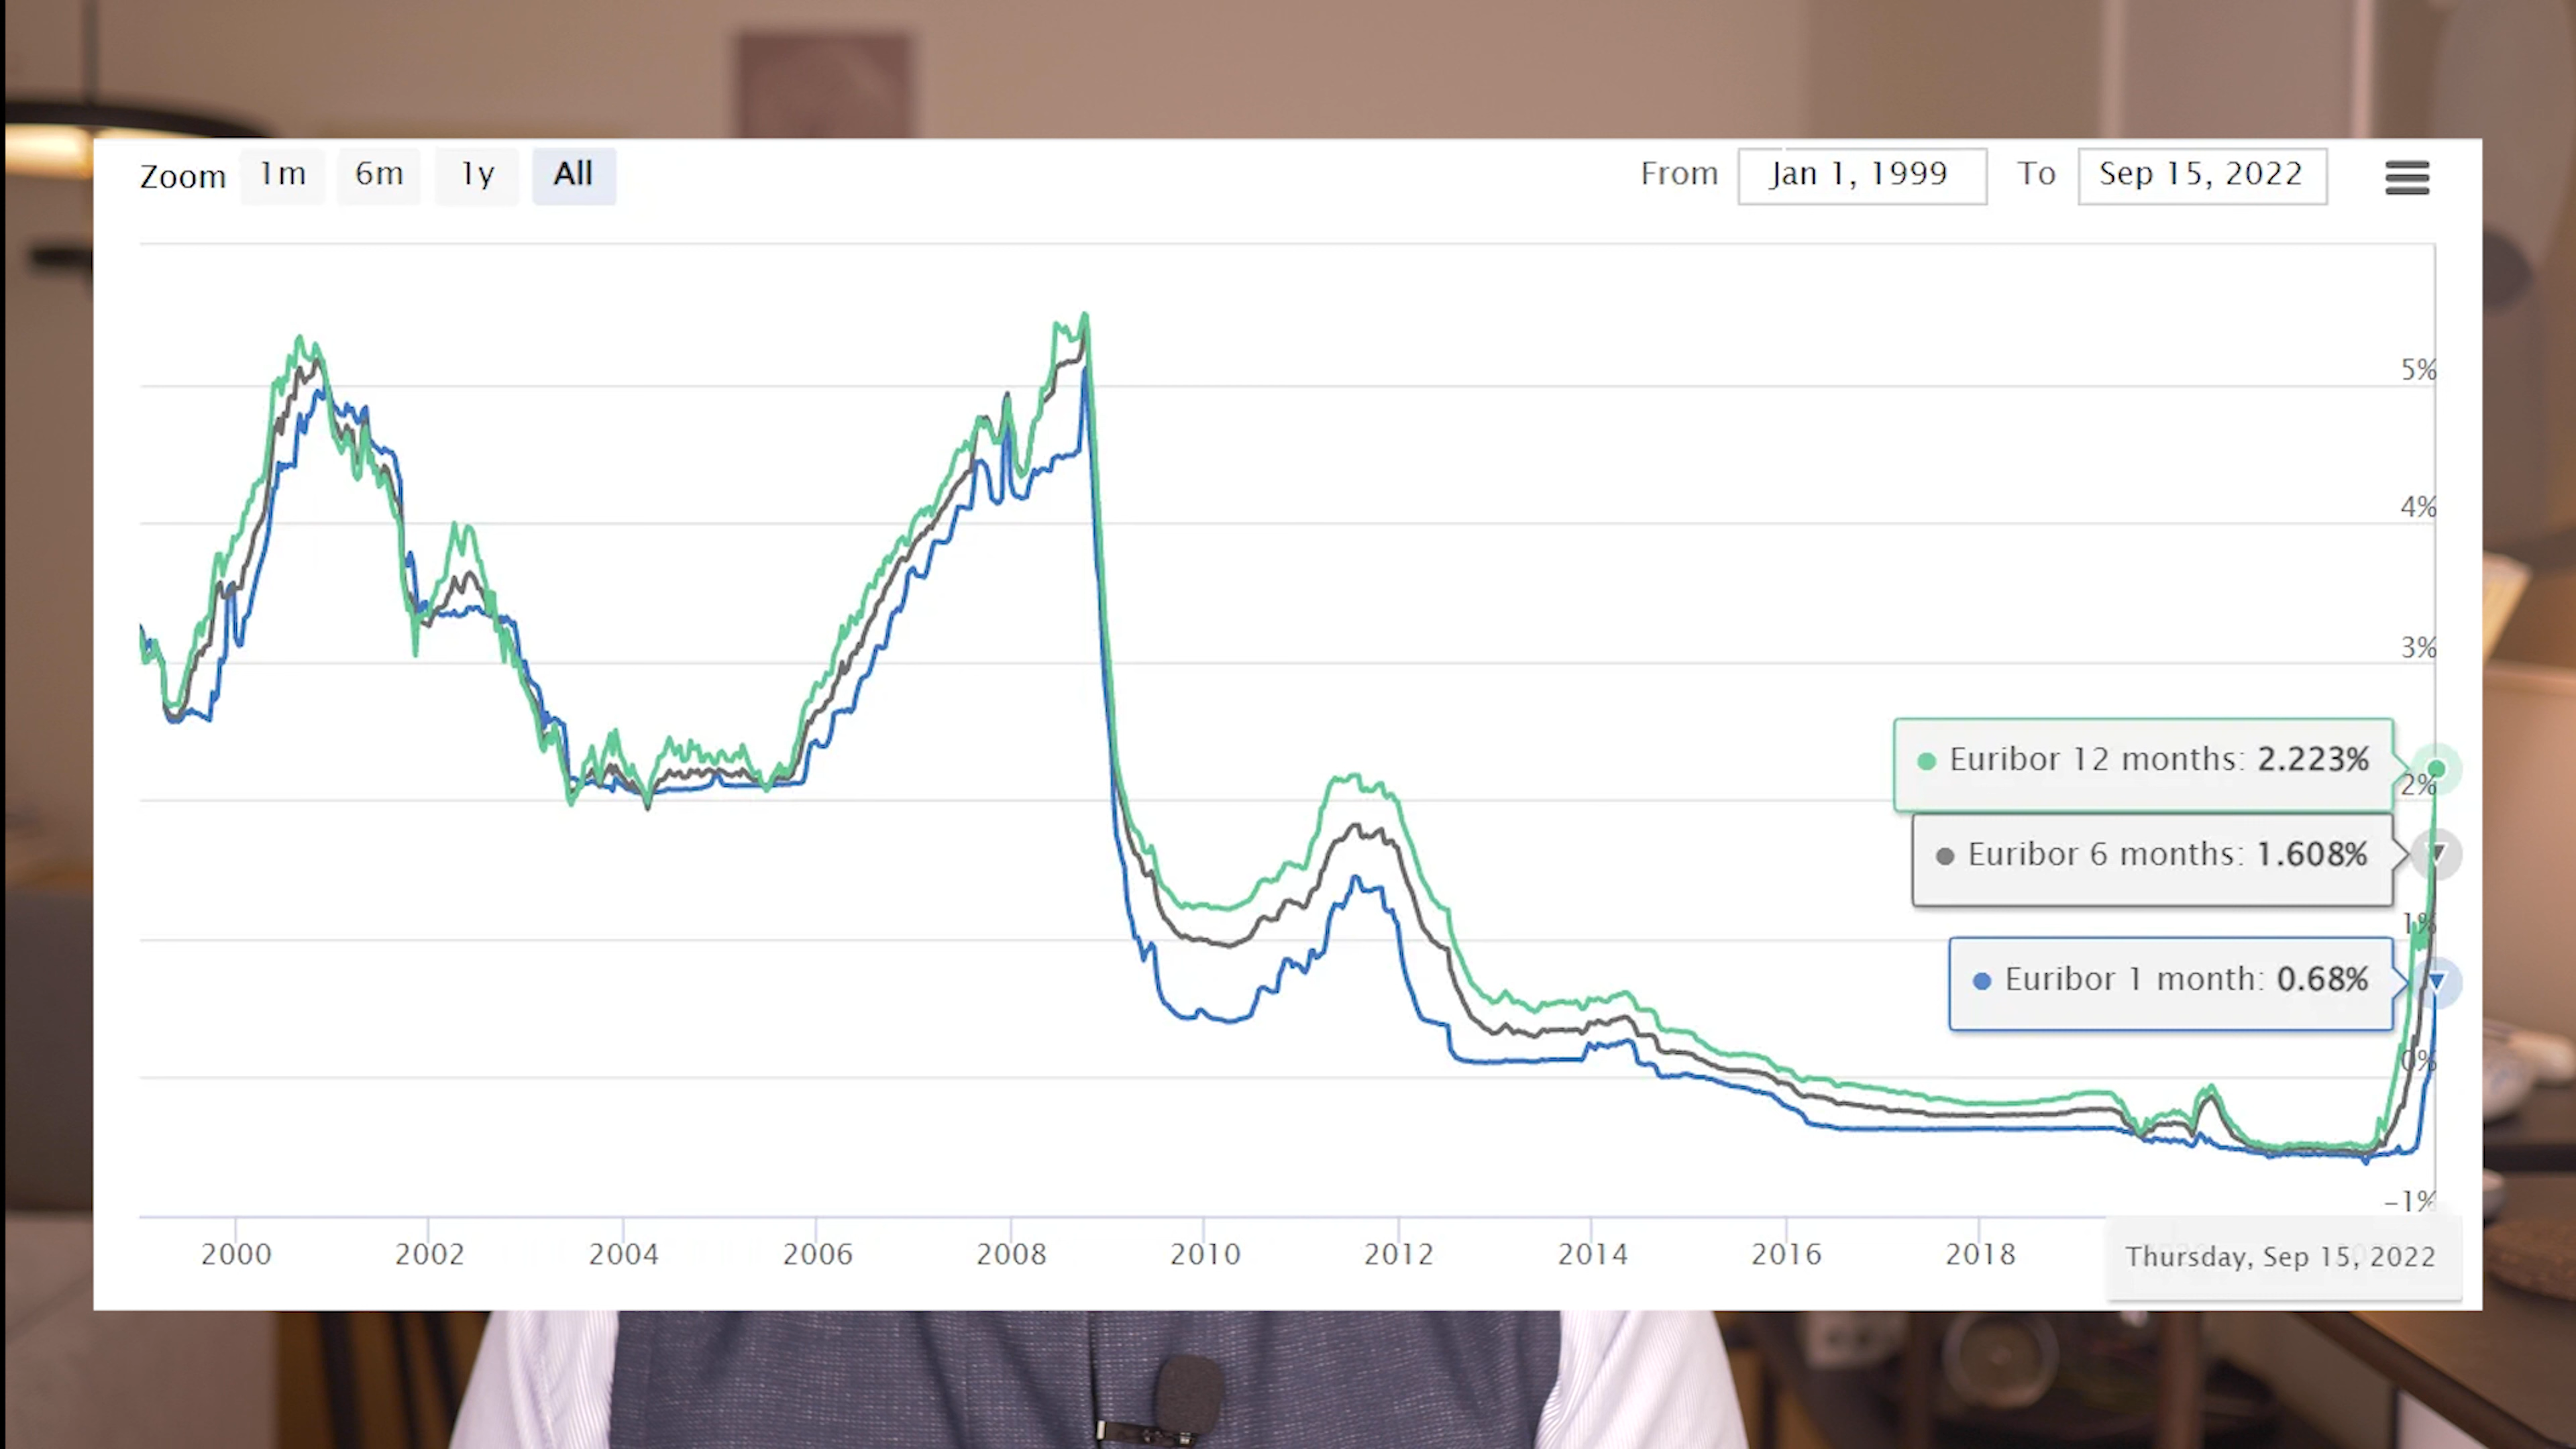 Zoom 1m 6m 1y All From Jan 1, 1999 To Sep 15, 2022
5%
4%
3%
Euribor 12 months: 2.223%
2%
Euribor 6 months: 1.608%
1%
Euribor 1 month: 0.68%
0%
-1%
2000 2002 2004 2006 2008 2010 2012 2014 2016 2018
Thursday, Sep 15, 2022